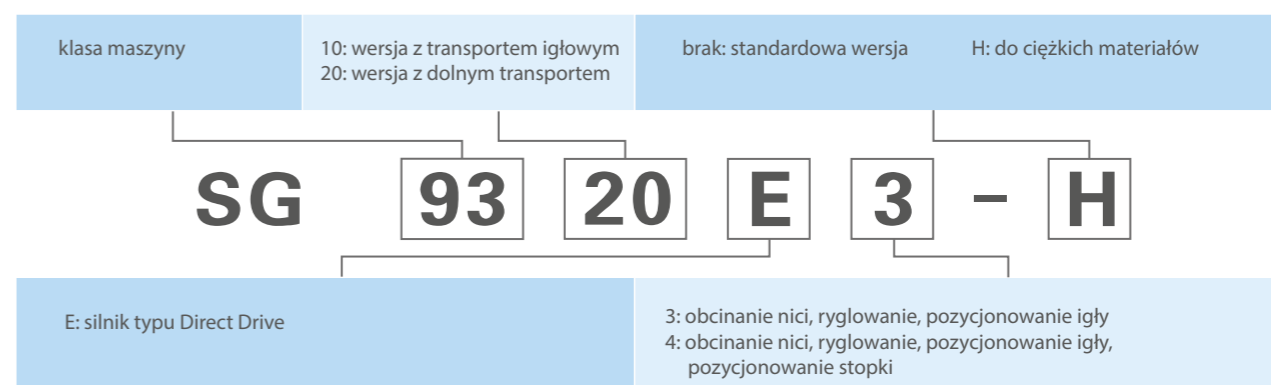 klasa maszyny
10: wersja z transportem igłowym
20: wersja z dolnym transportem
brak: standardowa wersja
H: do ciężkich materiałów
SG 93 20 E 3 – H
E: silnik typu Direct Drive
3: obcinanie nici, ryglowanie, pozycjonowanie igły
4: obcinanie nici, ryglowanie, pozycjonowanie igły,
pozycjonowanie stopki